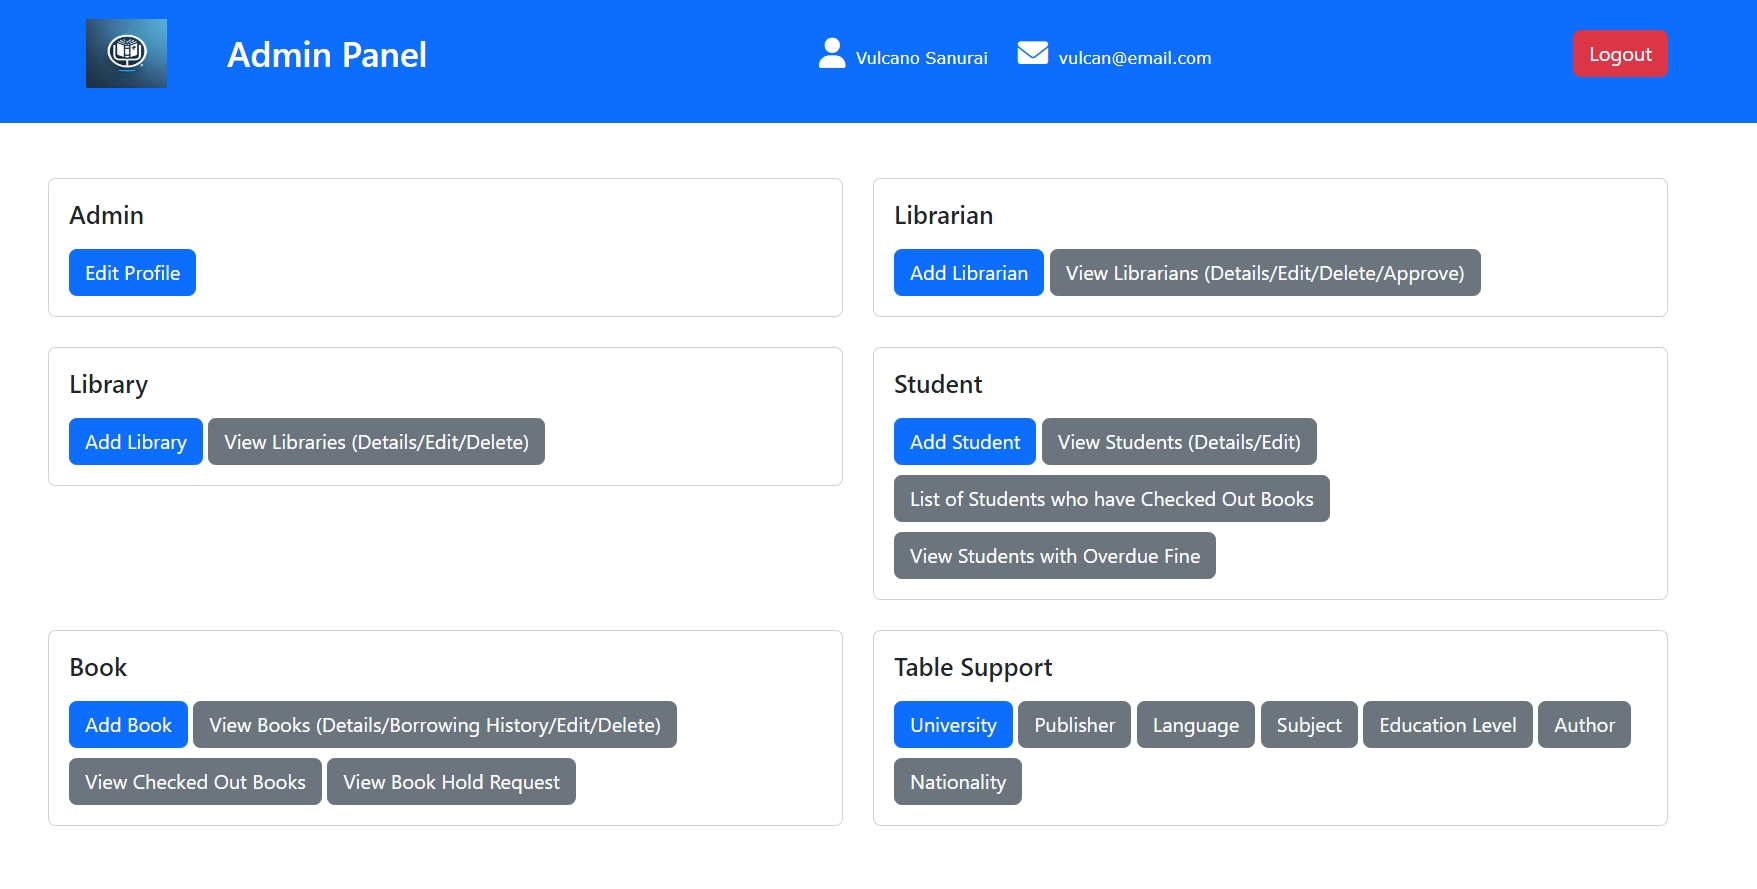 Admin Panel
Vulcano Sanurai
vulcan@email.com
Logout
Admin
Edit Profile
Librarian
Add Librarian
View Librarians (Details/Edit/Delete/Approve)
Library
Add Library
View Libraries (Details/Edit/Delete)
Student
Add Student
View Students (Details/Edit)
List of Students who have Checked Out Books
View Students with Overdue Fine
Book
Add Book
View Books (Details/Borrowing History/Edit/Delete)
View Checked Out Books
View Book Hold Request
Table Support
University
Publisher
Language
Subject
Education Level
Author
Nationality